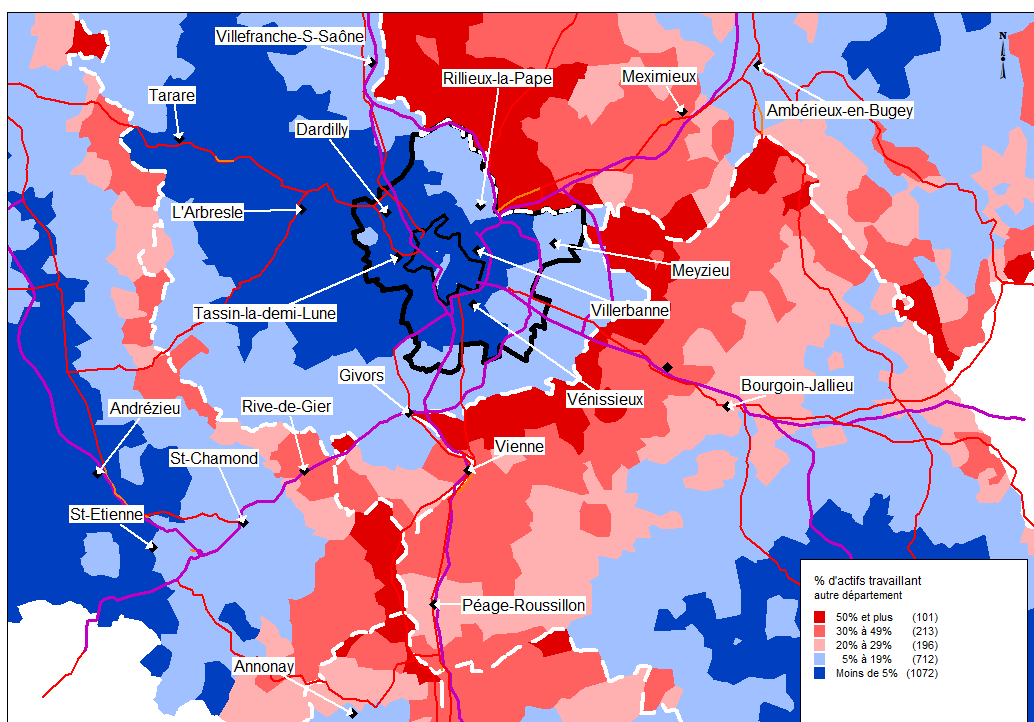 Villefranche-S-Saône
N
Rillieux-la-Pape
Meximieux
Tarare
Ambérieux-en-Bugey
Dardilly
L'Arbresle
Meyzieu
Tassin-la-demi-Lune
Villerbanne
Givors
Vénissieux
Bourgoin-Jallieu
Andrézieu
Rive-de-Gier
Vienne
St-Chamond
St-Etienne
% d'actifs travaillant
autre département
50% et plus (101)
30% à 49% (213)
20% à 29% (196)
5% à 19% (712)
Moins de 5% (1072)
Péage-Roussillon
Annonay